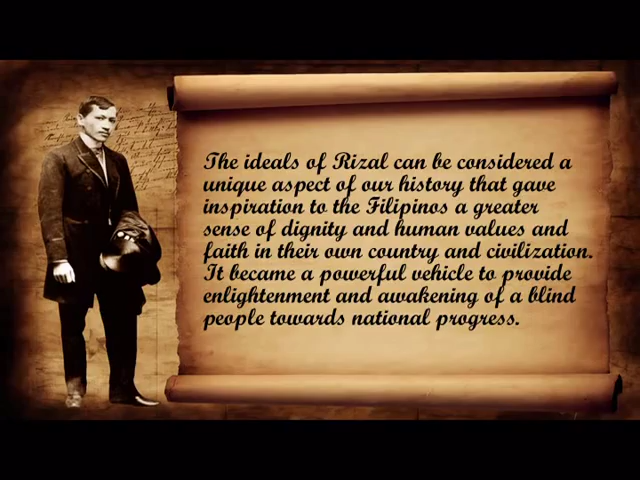 The ideals of Rizal can be considered a
unique aspect of our history that gave
inspiration to the Filipinos a greater
sense of dignity and human values and
faith in their own country and civilization.
It became a powerful vehicle to provide
enlightenment and awakening of a blind
people towards national progress.